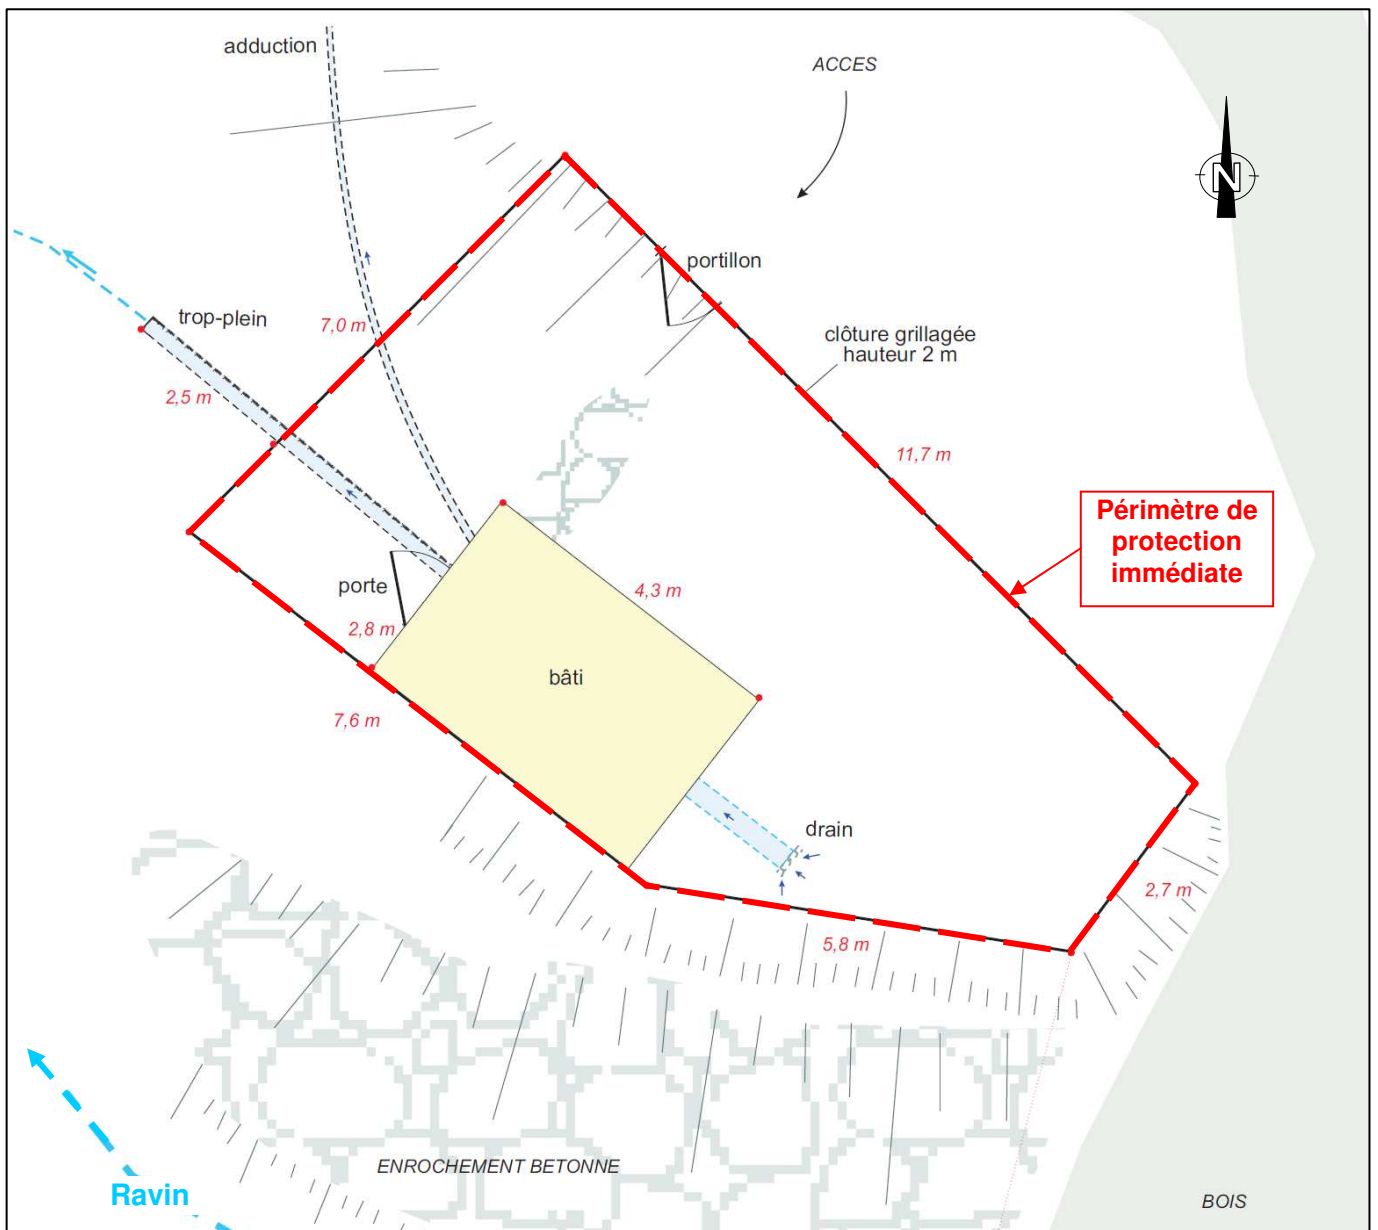 adduction
ACCES
N
portillon
trop-plein
7,0 m
clôture grillagée
hauteur 2 m
2,5 m
11,7 m
Périmètre de
protection
immédiate
porte
4,3 m
2,8 m
bâti
7,6 m
drain
2,7 m
5,8 m
ENROCHEMENT BETONNE
Ravin
BOIS